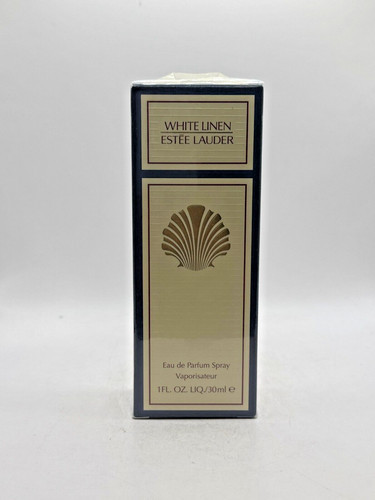 WHITE LINEN
ESTĒE LAUDER
Eau de Parfum Spray
Vaporisateur
1FL. OZ. LIQ./30ml ℮